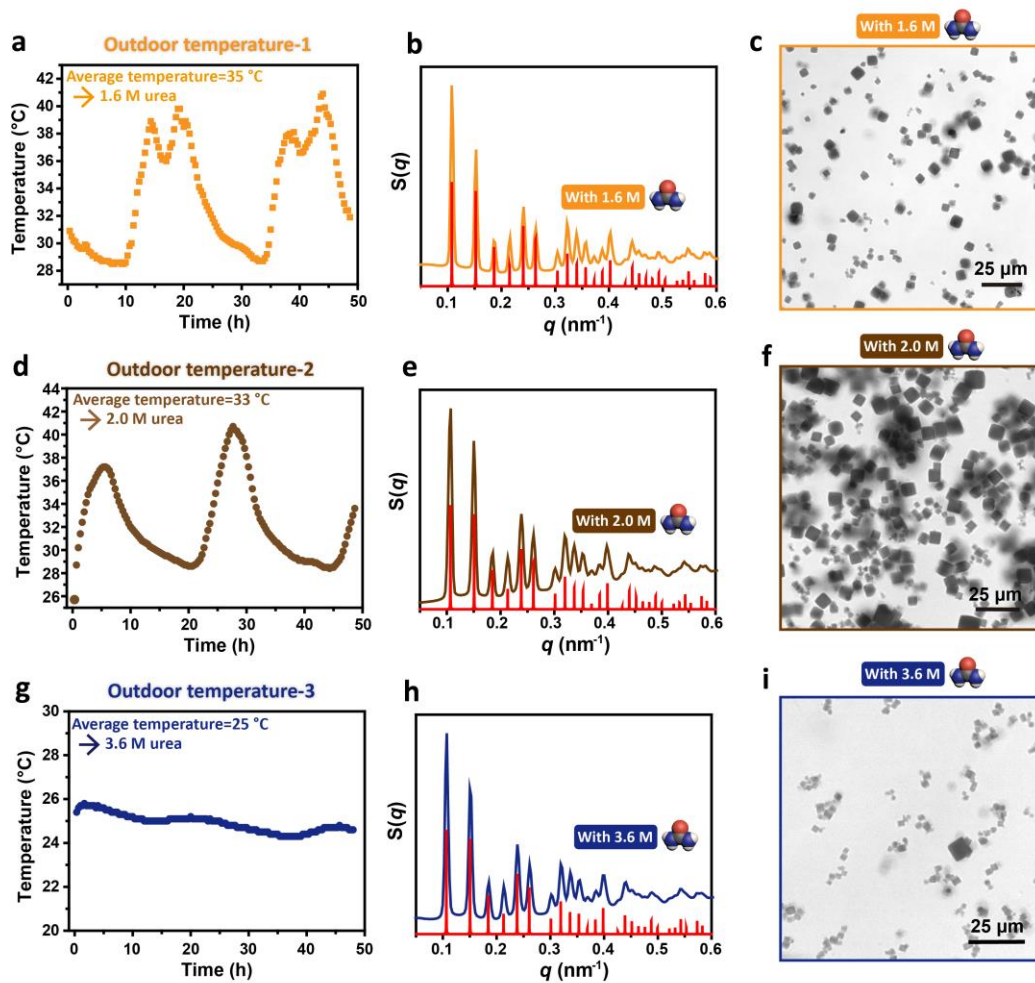 a
Outdoor temperature-1
Average temperature=35 °C
→ 1.6 M urea
Temperature (°C)
42
40
38
36
34
32
30
28
0 10 20 30 40 50
Time (h)
b
S(q)
With 1.6 M
0.1 0.2 0.3 0.4 0.5 0.6
q (nm⁻¹)
c
With 1.6 M
25 µm
d
Outdoor temperature-2
Average temperature=33 °C
→ 2.0 M urea
Temperature (°C)
44
42
40
38
36
34
32
30
28
26
0 10 20 30 40 50
Time (h)
e
S(q)
With 2.0 M
0.1 0.2 0.3 0.4 0.5 0.6
q (nm⁻¹)
f
With 2.0 M
25 µm
g
Outdoor temperature-3
Average temperature=25 °C
→ 3.6 M urea
Temperature (°C)
30
28
26
24
22
20
0 10 20 30 40 50
Time (h)
h
S(q)
With 3.6 M
0.1 0.2 0.3 0.4 0.5 0.6
q (nm⁻¹)
i
With 3.6 M
25 µm